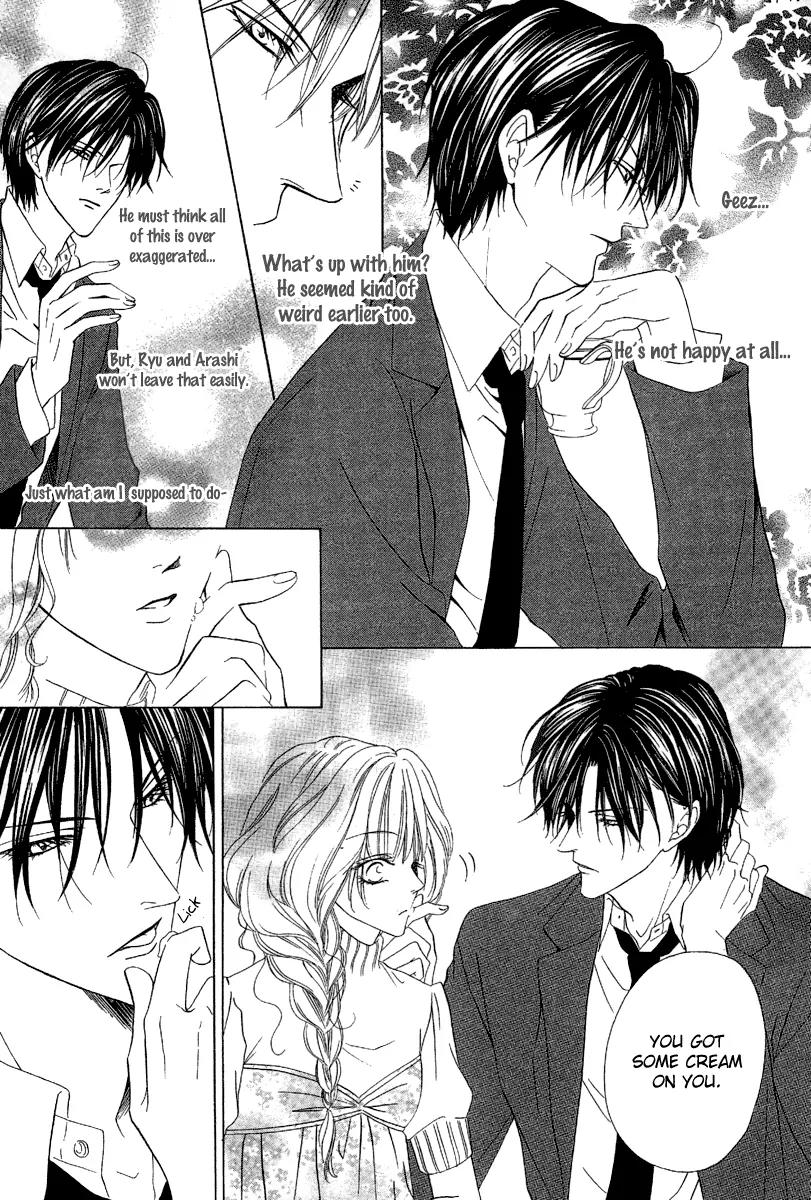 Geez...
He's not happy at all...
What's up with him?
He seemed kind of
weird earlier too.
He must think all
of this is over
exaggerated...
But, Ryu and Arashi
won't leave that easily.
Just what am I supposed to do-
YOU GOT
SOME CREAM
ON YOU.
Lick